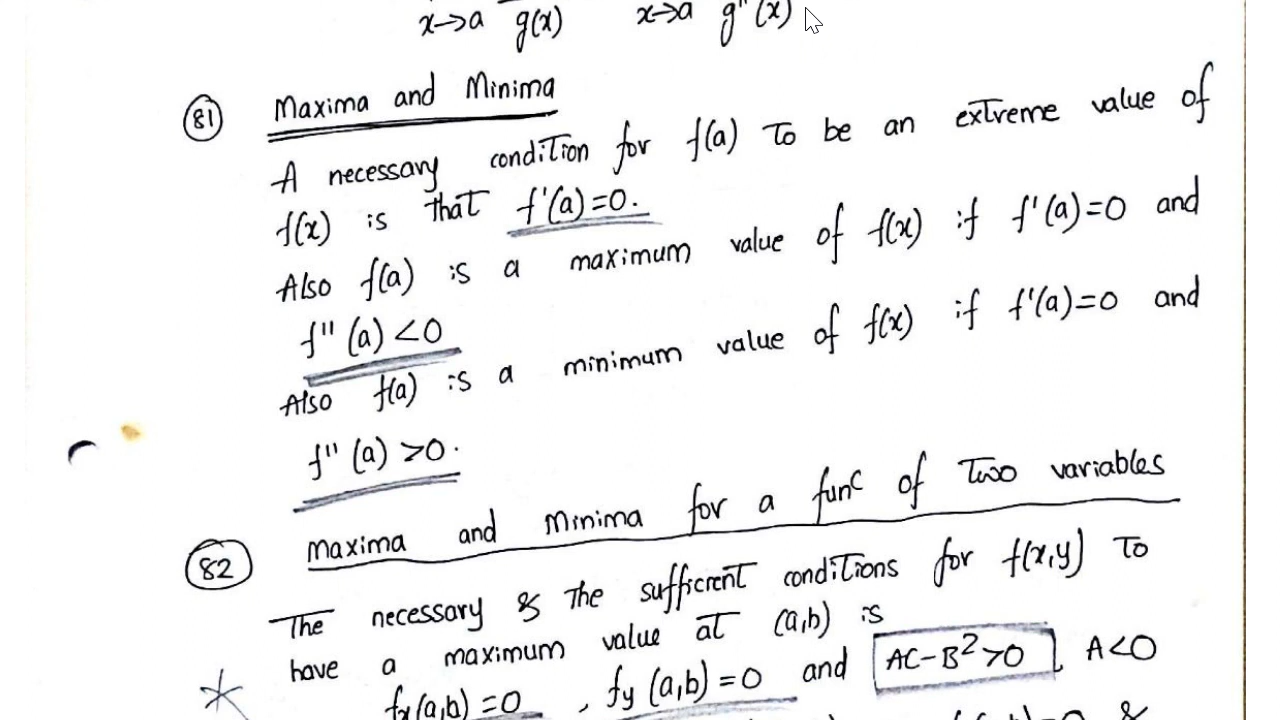 x→a g(x) x→a g"(x)
81 Maxima and Minima
A necessary condition for f(a) to be an extreme value of
f(x) is that f'(a)=0.
Also f(a) is a maximum value of f(x) if f'(a)=0 and
f"(a) <0
Also f(a) is a minimum value of f(x) if f'(a)=0 and
f"(a) >0.
82 Maxima and Minima for a func of Two variables
The necessary & the sufficient conditions for f(x,y) To
have a maximum value at (a,b) is
fx(a,b) =0 , fy (a,b) =0 and AC-B²>0 , A<0